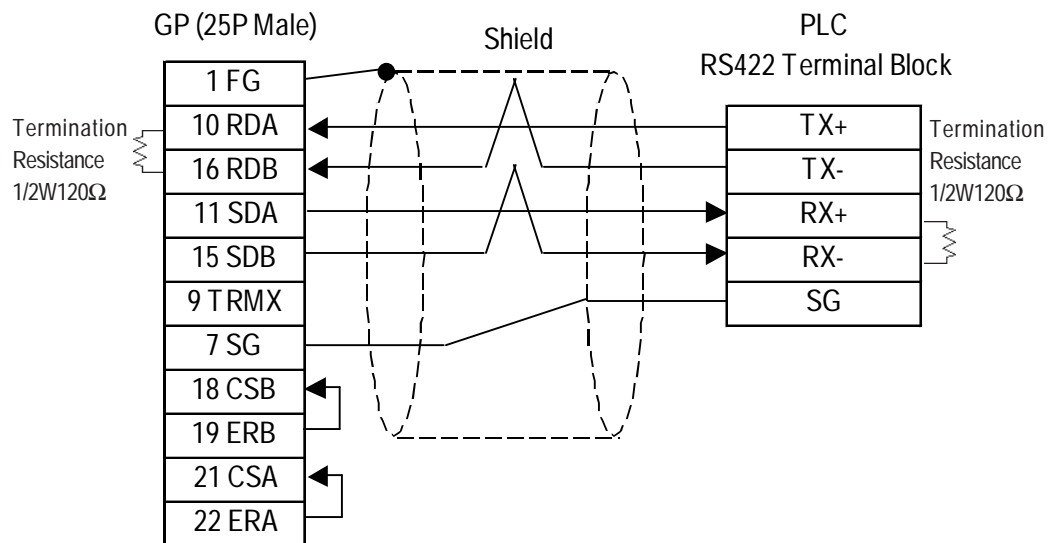 GP (25P Male)
Shield
PLC
RS422 Terminal Block
1 FG
10 RDA
16 RDB
11 SDA
15 SDB
9 TRMX
7 SG
18 CSB
19 ERB
21 CSA
22 ERA
Termination
Resistance
1/2W120Ω
TX+
TX-
RX+
RX-
SG
Termination
Resistance
1/2W120Ω